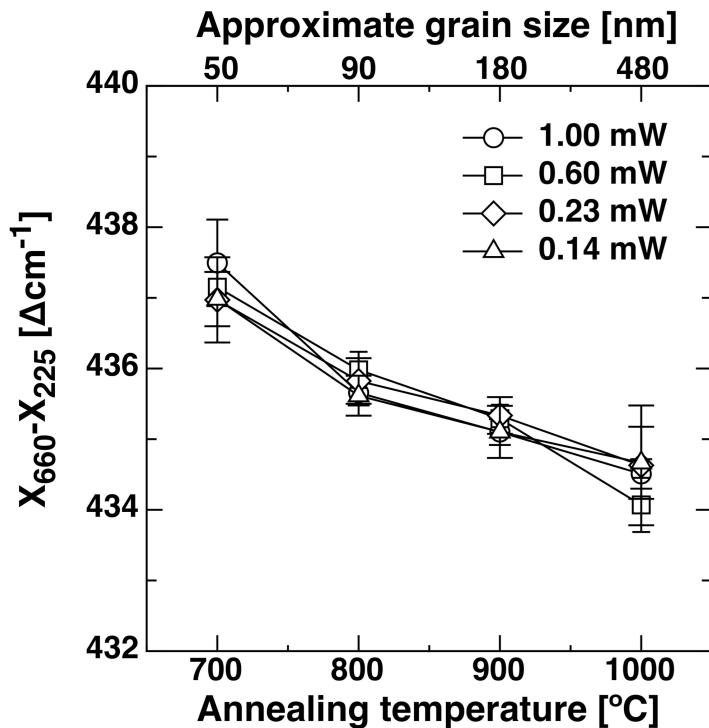 Approximate grain size [nm]
50 90 180 480
440
438
436
434
432
X660-X225 [Δcm-1]
1.00 mW
0.60 mW
0.23 mW
0.14 mW
700 800 900 1000
Annealing temperature [ºC]